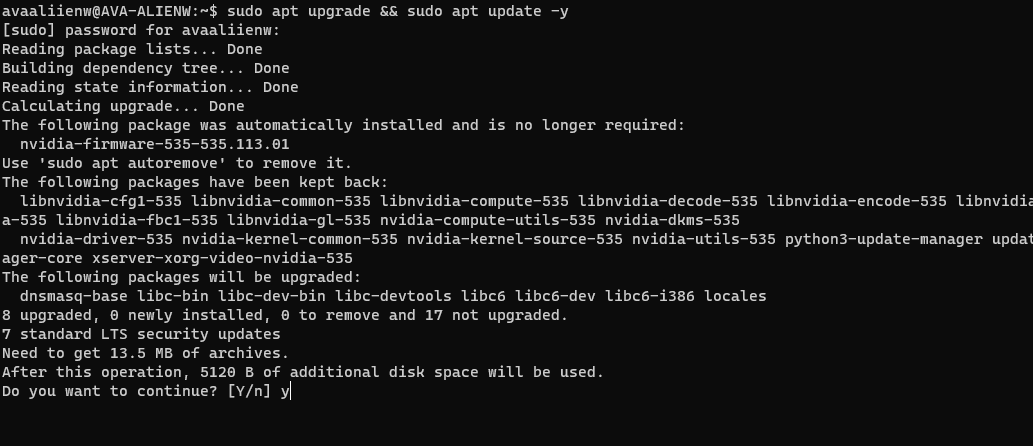 avaaliienw@AVA-ALIENW:~$ sudo apt upgrade && sudo apt update -y
[sudo] password for avaaliienw:
Reading package lists... Done
Building dependency tree... Done
Reading state information... Done
Calculating upgrade... Done
The following package was automatically installed and is no longer required:
  nvidia-firmware-535-535.113.01
Use 'sudo apt autoremove' to remove it.
The following packages have been kept back:
  libnvidia-cfg1-535 libnvidia-common-535 libnvidia-compute-535 libnvidia-decode-535 libnvidia-encode-535 libnvidia
a-535 libnvidia-fbc1-535 libnvidia-gl-535 nvidia-compute-utils-535 nvidia-dkms-535
  nvidia-driver-535 nvidia-kernel-common-535 nvidia-kernel-source-535 nvidia-utils-535 python3-update-manager updat
ager-core xserver-xorg-video-nvidia-535
The following packages will be upgraded:
  dnsmasq-base libc-bin libc-dev-bin libc-devtools libc6 libc6-dev libc6-i386 locales
8 upgraded, 0 newly installed, 0 to remove and 17 not upgraded.
7 standard LTS security updates
Need to get 13.5 MB of archives.
After this operation, 5120 B of additional disk space will be used.
Do you want to continue? [Y/n] y